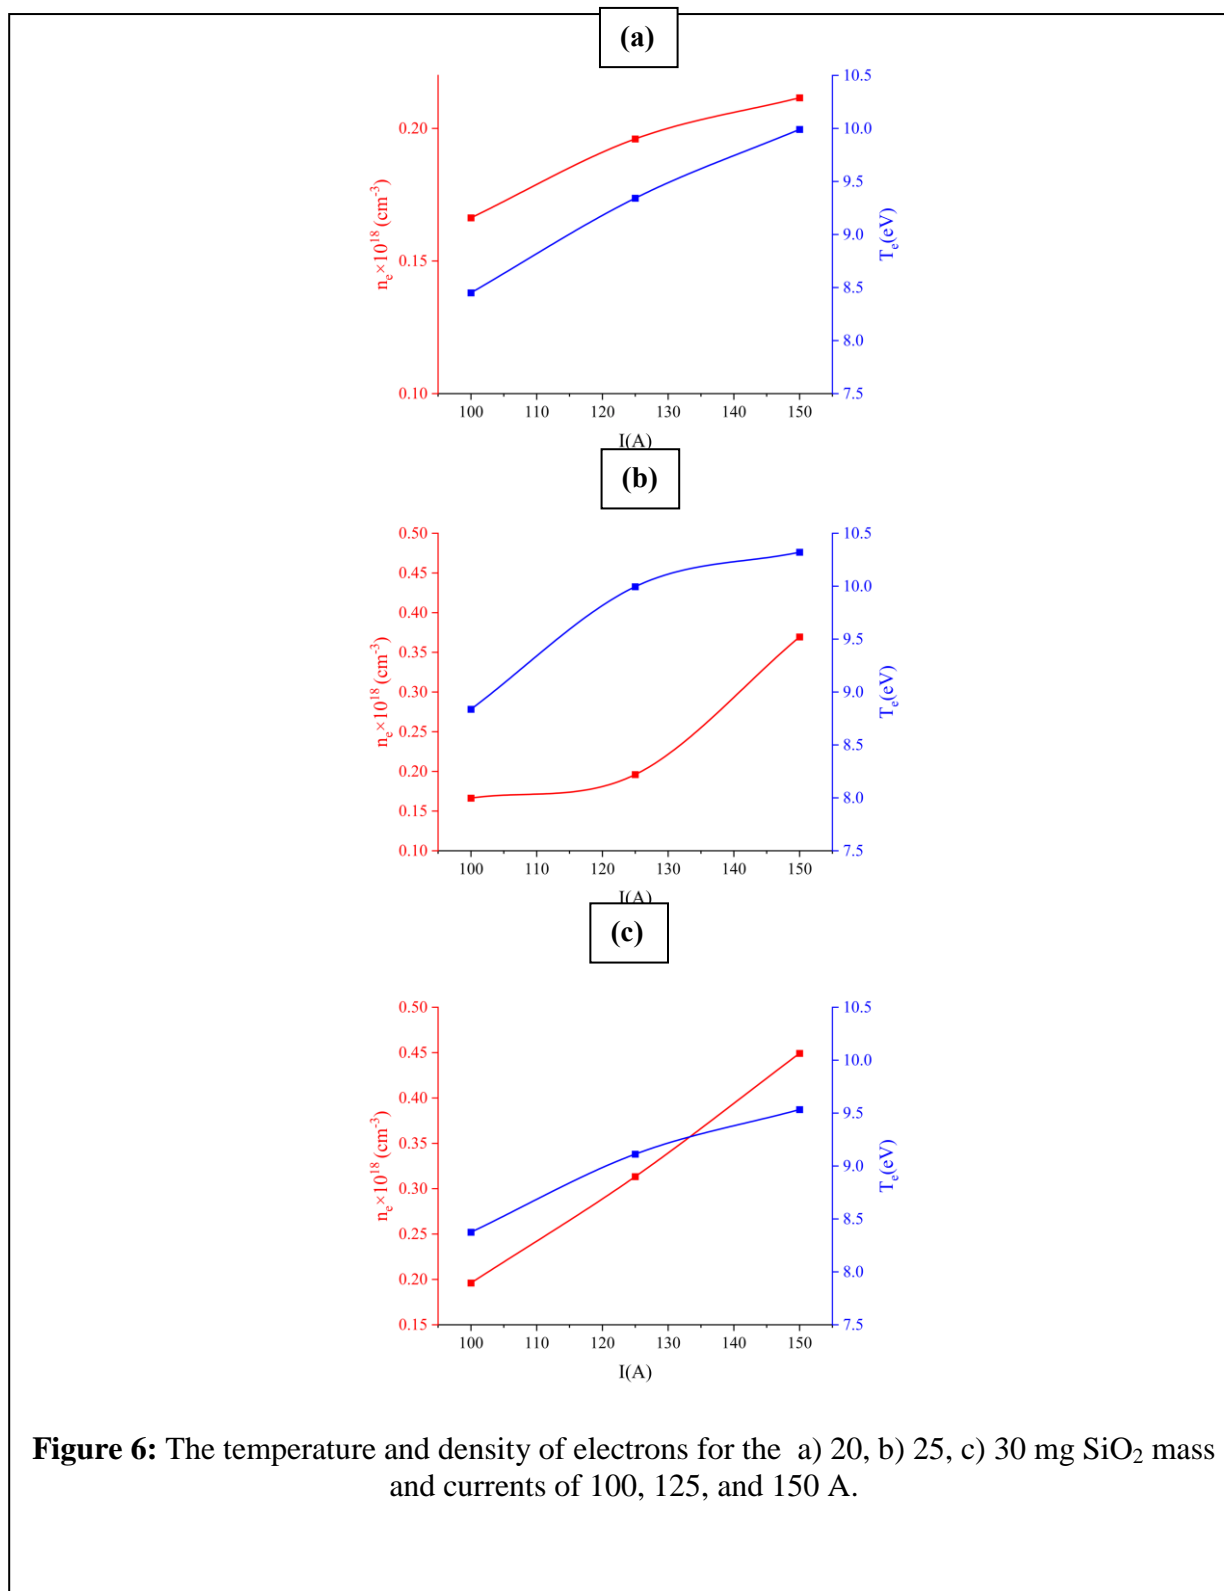 (a)
0.20
0.15
0.10
nₑ×10¹⁸ (cm⁻³)
10.5
10.0
9.5
9.0
8.5
8.0
7.5
Tₑ(eV)
100 110 120 130 140 150
I(A)
(b)
0.50
0.45
0.40
0.35
0.30
0.25
0.20
0.15
0.10
nₑ×10¹⁸ (cm⁻³)
10.5
10.0
9.5
9.0
8.5
8.0
7.5
Tₑ(eV)
100 110 120 130 140 150
I(A)
(c)
0.50
0.45
0.40
0.35
0.30
0.25
0.20
0.15
nₑ×10¹⁸ (cm⁻³)
10.5
10.0
9.5
9.0
8.5
8.0
7.5
Tₑ(eV)
100 110 120 130 140 150
I(A)
Figure 6: The temperature and density of electrons for the a) 20, b) 25, c) 30 mg SiO₂ mass
and currents of 100, 125, and 150 A.